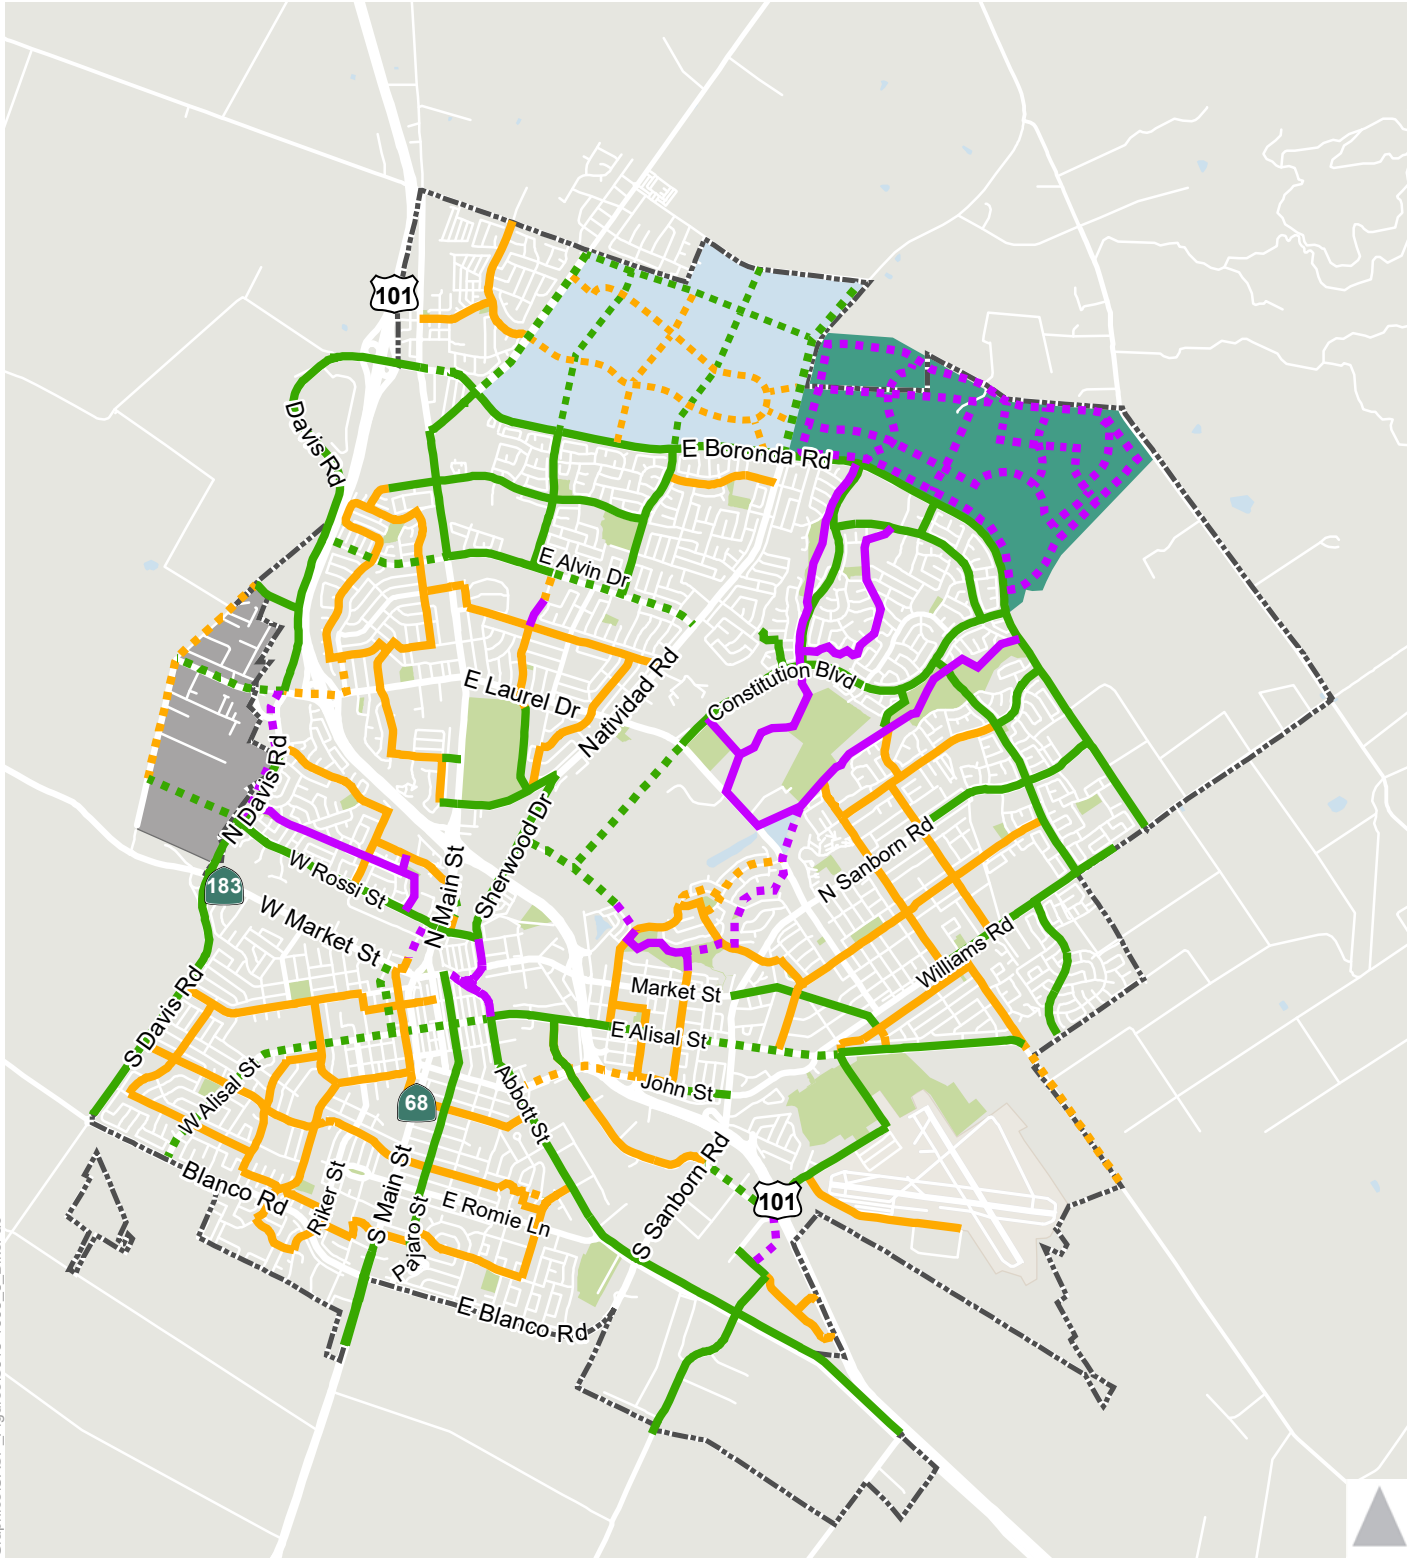 101
Davis Rd
E Boronda Rd
E Alvin Dr
E Laurel Dr
Natividad Rd
Constitution Blvd
N Davis Rd
Sherwood Dr
N Main St
W Rossi St
183
N Sanborn Rd
W Market St
Williams Rd
S Davis Rd
Market St
E Alisal St
W Alisal St
John St
68
Abbott St
Blanco Rd
Riker St
S Main St
Pajaro St
E Romie Ln
S Sanborn Rd
101
E Blanco Rd